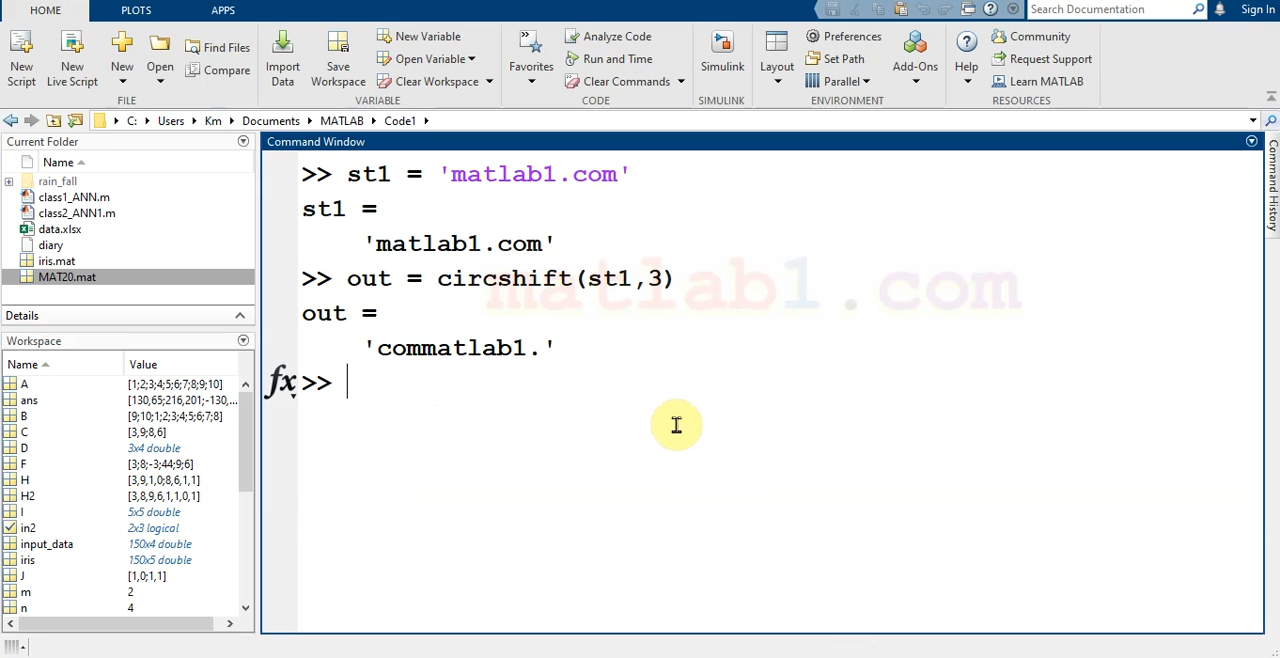 HOME PLOTS APPS Search Documentation Sign In
New Script
New Live Script
New
Open
Find Files
Compare
FILE
Import Data
Save Workspace
New Variable
Open Variable
Clear Workspace
VARIABLE
Favorites
Analyze Code
Run and Time
Clear Commands
CODE
Simulink
SIMULINK
Layout
Preferences
Set Path
Parallel
ENVIRONMENT
Add-Ons
Help
Community
Request Support
Learn MATLAB
RESOURCES
C: Users Km Documents MATLAB Code1
Current Folder
Name
rain_fall
class1_ANN.m
class2_ANN1.m
data.xlsx
diary
iris.mat
MAT20.mat
Details
Workspace
Name Value
A [1;2;3;4;5;6;7;8;9;10]
ans [130,65;216,201;-130,...
B [9;10;1;2;3;4;5;6;7;8]
C [3,9;8,6]
D 3x4 double
F [3;8;-3;44;9;6]
H [3,9,1,0;8,6,1,1]
H2 [3,8,9,6,1,1,0,1]
I 5x5 double
in2 2x3 logical
input_data 150x4 double
iris 150x5 double
J [1,0;1,1]
m 2
n 4
Command Window
>> st1 = 'matlab1.com'
st1 =
'matlab1.com'
>> out = circshift(st1,3)
out =
'commatlab1.'
fx >>
matlab1.com
Command History